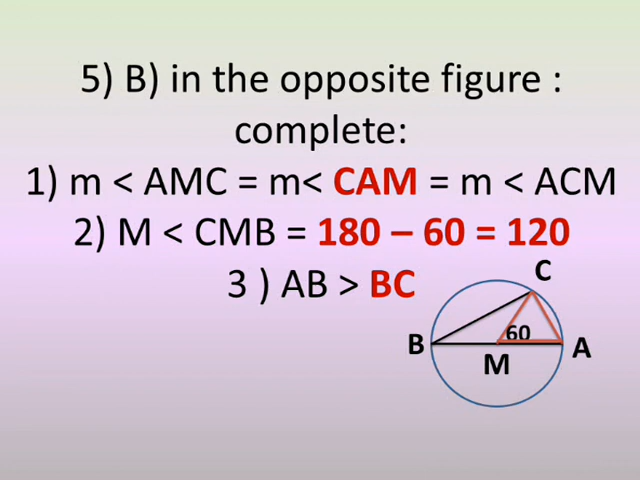 5) B) in the opposite figure :
complete:
1) m < AMC = m< CAM = m < ACM
2) M < CMB = 180 – 60 = 120
3 ) AB > BC
C
60
B
A
M